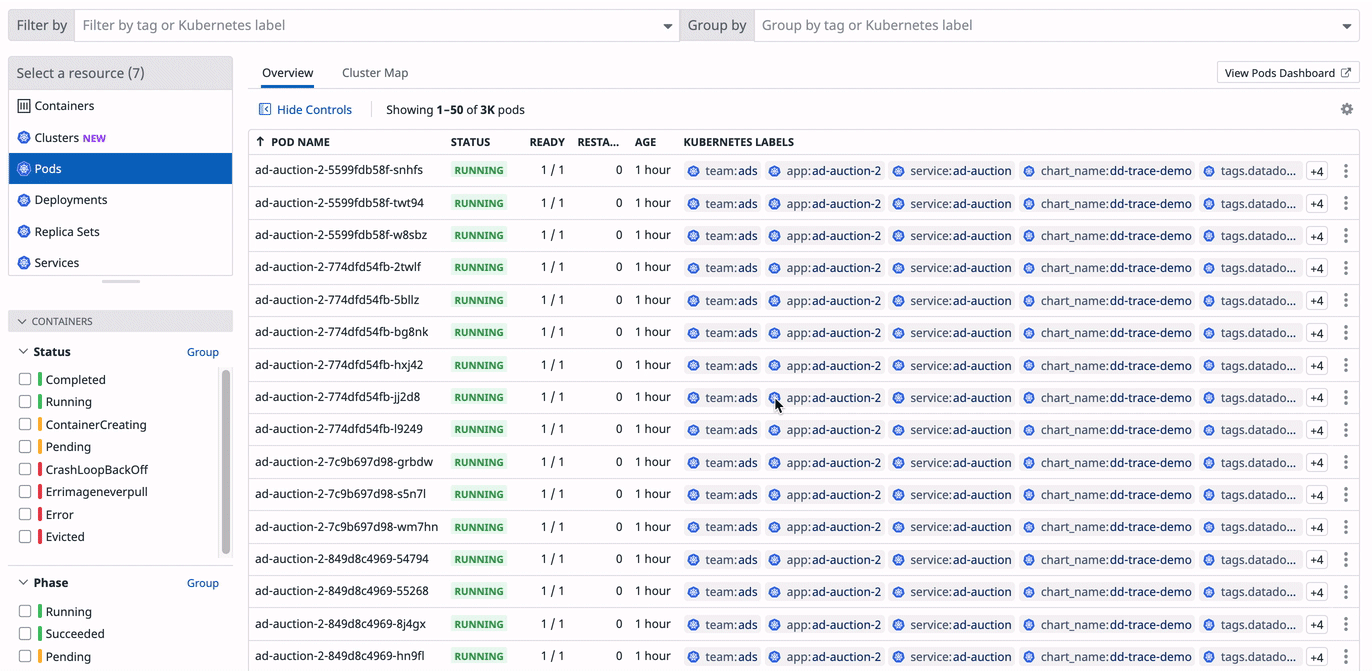 Filter by Filter by tag or Kubernetes label Group by Group by tag or Kubernetes label
Select a resource (7)
Containers
Clusters NEW
Pods
Deployments
Replica Sets
Services
CONTAINERS
Status Group
Completed
Running
ContainerCreating
Pending
CrashLoopBackOff
Errimageneverpull
Error
Evicted
Phase Group
Running
Succeeded
Pending
Overview Cluster Map View Pods Dashboard
Hide Controls Showing 1–50 of 3K pods
POD NAME STATUS READY RESTA... AGE KUBERNETES LABELS
ad-auction-2-5599fdb58f-snhfs RUNNING 1 / 1 0 1 hour team:ads app:ad-auction-2 service:ad-auction chart_name:dd-trace-demo tags.datado... +4
ad-auction-2-5599fdb58f-twt94 RUNNING 1 / 1 0 1 hour team:ads app:ad-auction-2 service:ad-auction chart_name:dd-trace-demo tags.datado... +4
ad-auction-2-5599fdb58f-w8sbz RUNNING 1 / 1 0 1 hour team:ads app:ad-auction-2 service:ad-auction chart_name:dd-trace-demo tags.datado... +4
ad-auction-2-774dfd54fb-2twlf RUNNING 1 / 1 0 1 hour team:ads app:ad-auction-2 service:ad-auction chart_name:dd-trace-demo tags.datado... +4
ad-auction-2-774dfd54fb-5bllz RUNNING 1 / 1 0 1 hour team:ads app:ad-auction-2 service:ad-auction chart_name:dd-trace-demo tags.datado... +4
ad-auction-2-774dfd54fb-bg8nk RUNNING 1 / 1 0 1 hour team:ads app:ad-auction-2 service:ad-auction chart_name:dd-trace-demo tags.datado... +4
ad-auction-2-774dfd54fb-hxj42 RUNNING 1 / 1 0 1 hour team:ads app:ad-auction-2 service:ad-auction chart_name:dd-trace-demo tags.datado... +4
ad-auction-2-774dfd54fb-jj2d8 RUNNING 1 / 1 0 1 hour team:ads app:ad-auction-2 service:ad-auction chart_name:dd-trace-demo tags.datado... +4
ad-auction-2-774dfd54fb-l9249 RUNNING 1 / 1 0 1 hour team:ads app:ad-auction-2 service:ad-auction chart_name:dd-trace-demo tags.datado... +4
ad-auction-2-7c9b697d98-grbdw RUNNING 1 / 1 0 1 hour team:ads app:ad-auction-2 service:ad-auction chart_name:dd-trace-demo tags.datado... +4
ad-auction-2-7c9b697d98-s5n7l RUNNING 1 / 1 0 1 hour team:ads app:ad-auction-2 service:ad-auction chart_name:dd-trace-demo tags.datado... +4
ad-auction-2-7c9b697d98-wm7hn RUNNING 1 / 1 0 1 hour team:ads app:ad-auction-2 service:ad-auction chart_name:dd-trace-demo tags.datado... +4
ad-auction-2-849d8c4969-54794 RUNNING 1 / 1 0 1 hour team:ads app:ad-auction-2 service:ad-auction chart_name:dd-trace-demo tags.datado... +4
ad-auction-2-849d8c4969-55268 RUNNING 1 / 1 0 1 hour team:ads app:ad-auction-2 service:ad-auction chart_name:dd-trace-demo tags.datado... +4
ad-auction-2-849d8c4969-8j4gx RUNNING 1 / 1 0 1 hour team:ads app:ad-auction-2 service:ad-auction chart_name:dd-trace-demo tags.datado... +4
ad-auction-2-849d8c4969-hn9fl RUNNING 1 / 1 0 1 hour team:ads app:ad-auction-2 service:ad-auction chart_name:dd-trace-demo tags.datado... +4